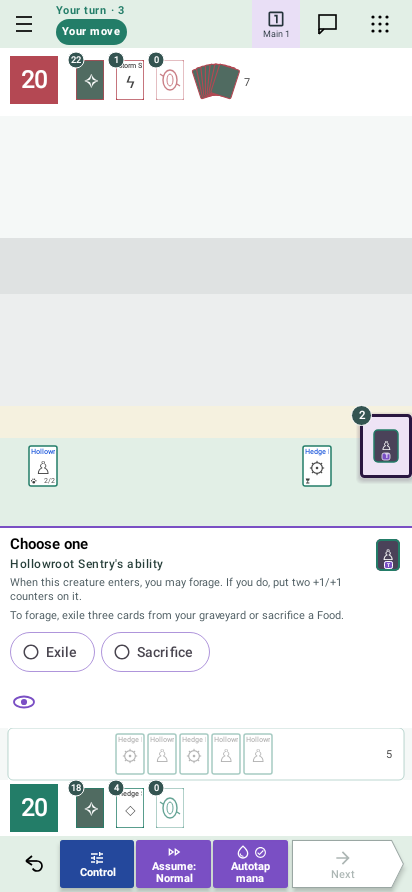 Your turn · 3
Your move
1
Main 1
20
22
1
torm S
0
7
2
T
Hollowr
2/2
Hedge
Choose one
Hollowroot Sentry's ability
When this creature enters, you may forage. If you do, put two +1/+1
counters on it.
To forage, exile three cards from your graveyard or sacrifice a Food.
T
Exile
Sacrifice
Hedge
Hollowr
Hedge
Hollowr
Hollowr
5
20
18
4
edge
0
Control
Assume:
Normal
Autotap
mana
Next